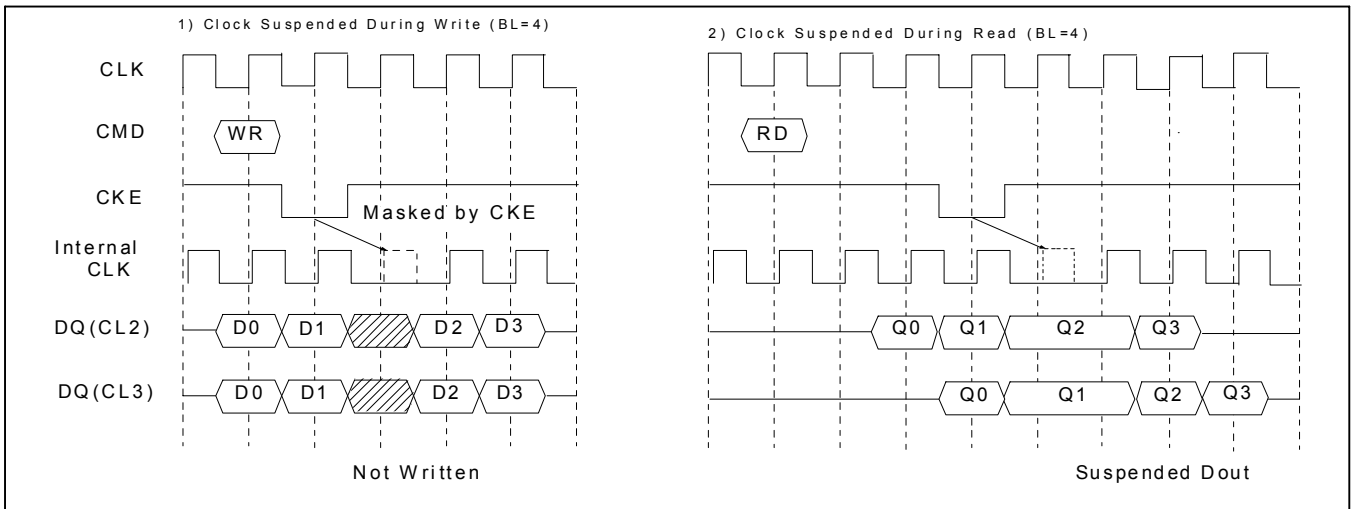 1) Clock Suspended During Write (BL=4)
2) Clock Suspended During Read (BL=4)
CLK
CMD
WR
RD
CKE
Masked by CKE
Internal
CLK
DQ(CL2)
D0 D1 D2 D3
Q0 Q1 Q2 Q3
DQ(CL3)
D0 D1 D2 D3
Q0 Q1 Q2 Q3
Not Written
Suspended Dout